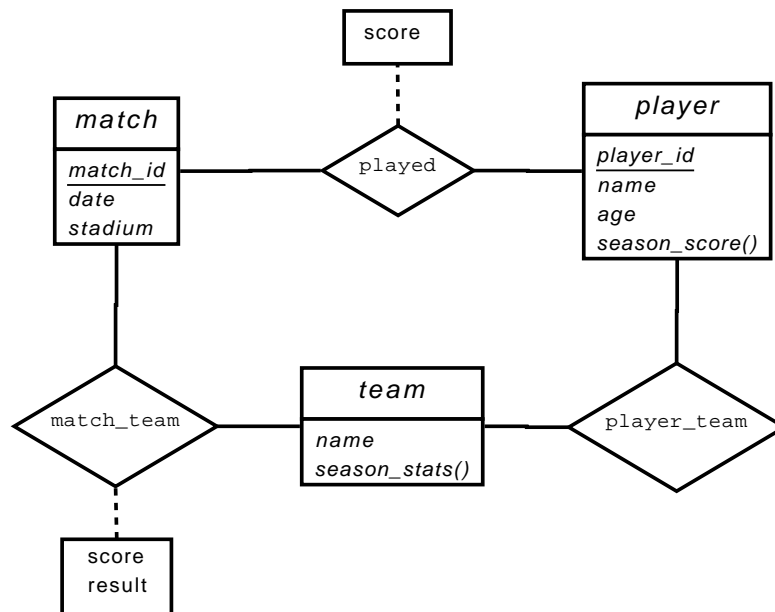 score
match
match_id
date
stadium
played
player
player_id
name
age
season_score()
match_team
team
name
season_stats()
player_team
score
result